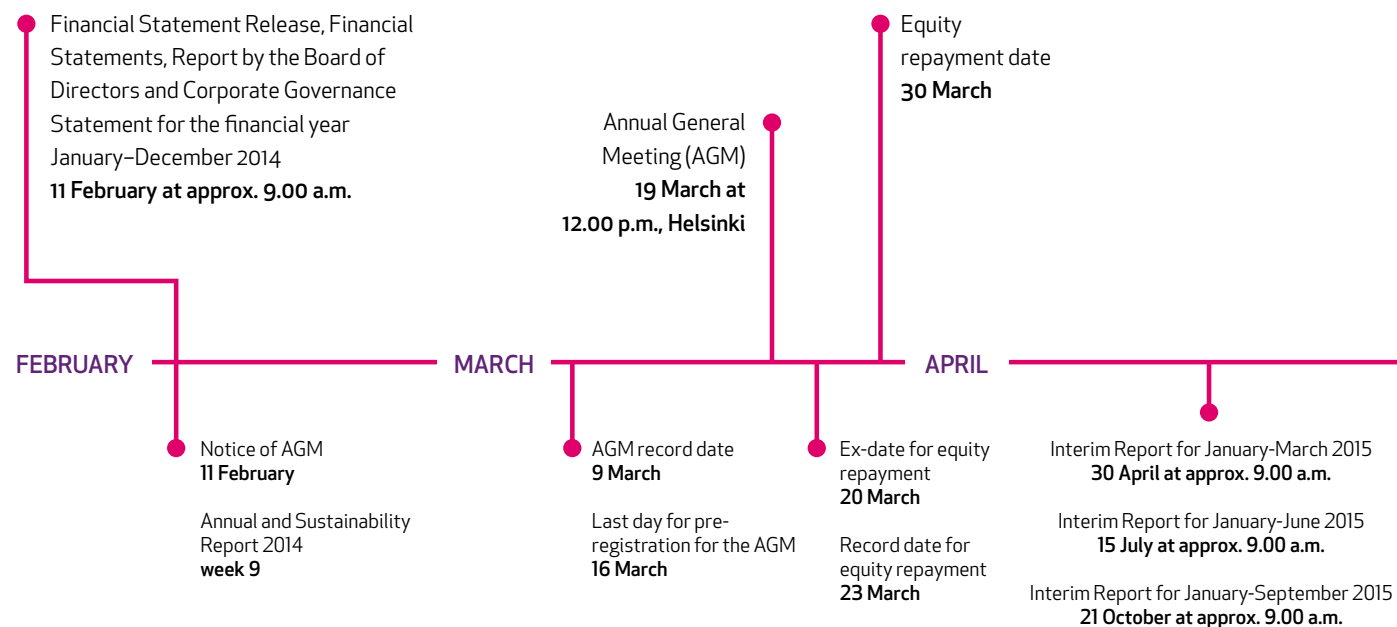 Financial Statement Release, Financial
Statements, Report by the Board of
Directors and Corporate Governance
Statement for the financial year
January–December 2014
11 February at approx. 9.00 a.m.
Annual General
Meeting (AGM)
19 March at
12.00 p.m., Helsinki
Equity
repayment date
30 March
FEBRUARY
MARCH
APRIL
Notice of AGM
11 February
Annual and Sustainability
Report 2014
week 9
AGM record date
9 March
Last day for pre-
registration for the AGM
16 March
Ex-date for equity
repayment
20 March
Record date for
equity repayment
23 March
Interim Report for January-March 2015
30 April at approx. 9.00 a.m.
Interim Report for January-June 2015
15 July at approx. 9.00 a.m.
Interim Report for January-September 2015
21 October at approx. 9.00 a.m.